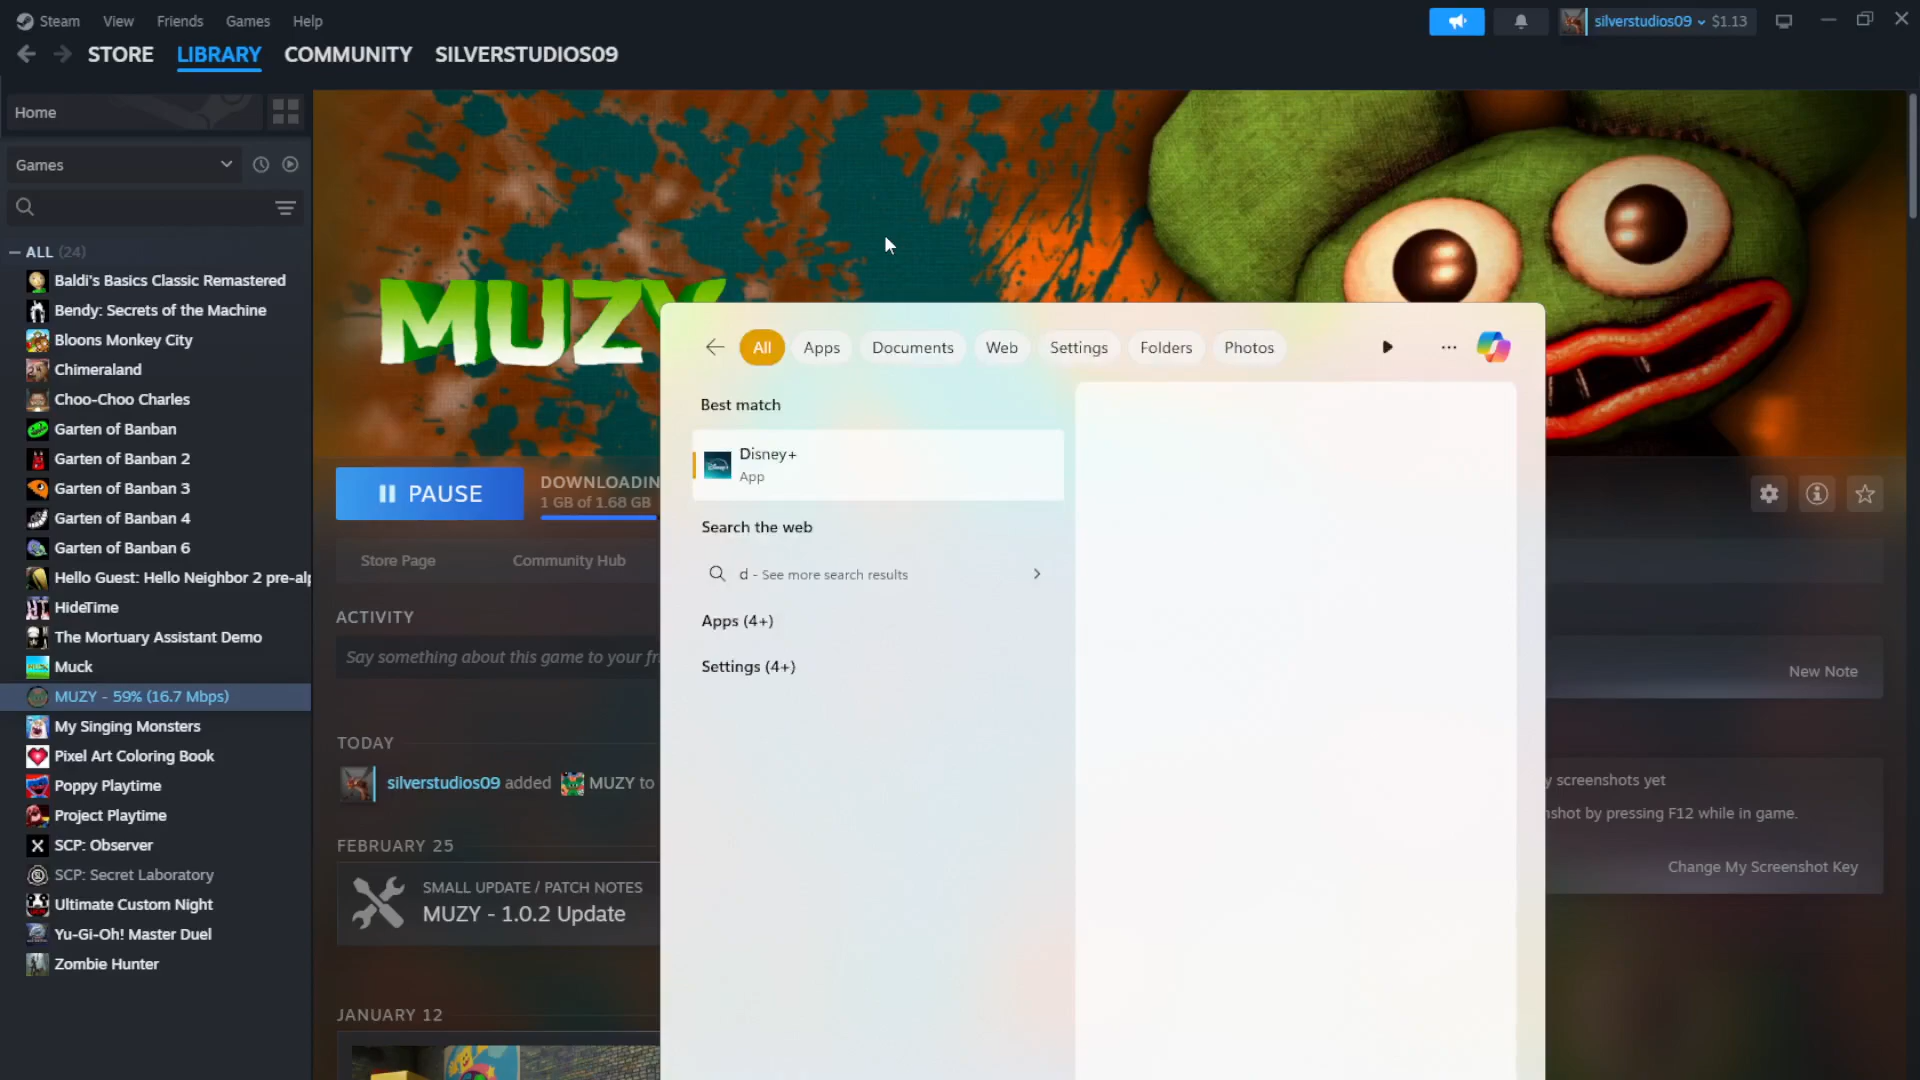 Steam View Friends Games Help
silverstudios09 $1.13
STORE LIBRARY COMMUNITY SILVERSTUDIOS09
Home
Games
ALL (24)
Baldi's Basics Classic Remastered
Bendy: Secrets of the Machine
Bloons Monkey City
Chimeraland
Choo-Choo Charles
Garten of Banban
Garten of Banban 2
Garten of Banban 3
Garten of Banban 4
Garten of Banban 6
Hello Guest: Hello Neighbor 2 pre-alp
HideTime
The Mortuary Assistant Demo
Muck
MUZY - 59% (16.7 Mbps)
My Singing Monsters
Pixel Art Coloring Book
Poppy Playtime
Project Playtime
SCP: Observer
SCP: Secret Laboratory
Ultimate Custom Night
Yu-Gi-Oh! Master Duel
Zombie Hunter
MUZY
PAUSE
DOWNLOADIN
1 GB of 1.68 GB
Store Page Community Hub
ACTIVITY
Say something about this game to your fri
TODAY
silverstudios09 added MUZY to
FEBRUARY 25
SMALL UPDATE / PATCH NOTES
MUZY - 1.0.2 Update
JANUARY 12
All Apps Documents Web Settings Folders Photos
Best match
Disney+
App
Search the web
d - See more search results
Apps (4+)
Settings (4+)
New Note
y screenshots yet
nshot by pressing F12 while in game.
Change My Screenshot Key